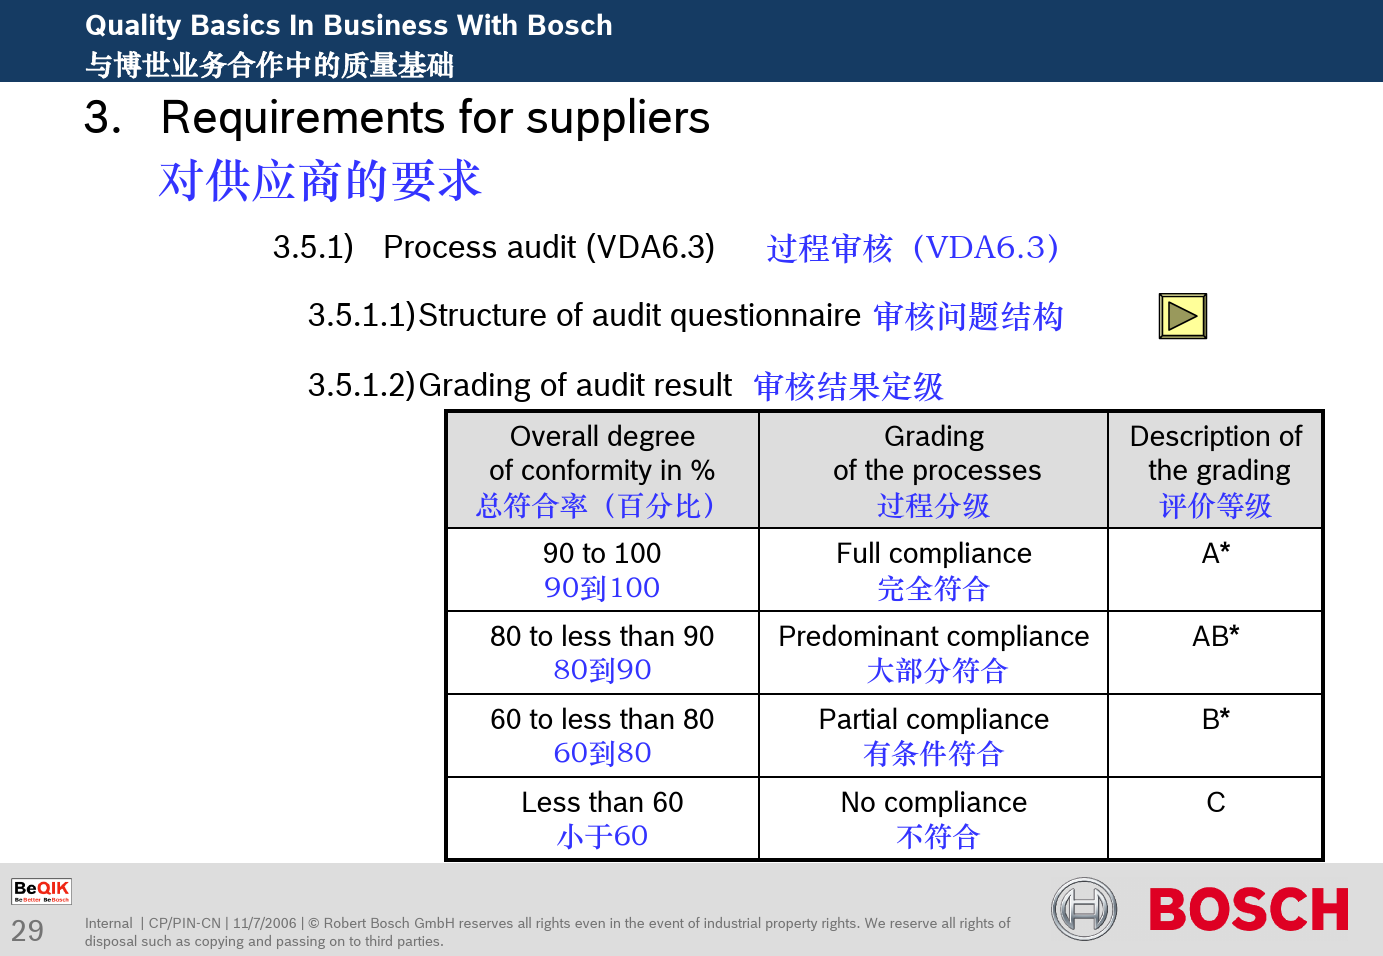 Quality Basics In Business With Bosch
与博世业务合作中的质量基础
3. Requirements for suppliers
对供应商的要求
3.5.1) Process audit (VDA6.3) 过程审核（VDA6.3）
3.5.1.1)Structure of audit questionnaire 审核问题结构
3.5.1.2)Grading of audit result 审核结果定级
Overall degree
of conformity in %
总符合率（百分比）
Grading
of the processes
过程分级
Description of
the grading
评价等级
90 to 100
90到100
Full compliance
完全符合
A*
80 to less than 90
80到90
Predominant compliance
大部分符合
AB*
60 to less than 80
60到80
Partial compliance
有条件符合
B*
Less than 60
小于60
No compliance
不符合
C
BeQIK
Be Better Be Bosch
29
Internal | CP/PIN-CN | 11/7/2006 | © Robert Bosch GmbH reserves all rights even in the event of industrial property rights. We reserve all rights of
disposal such as copying and passing on to third parties.
BOSCH